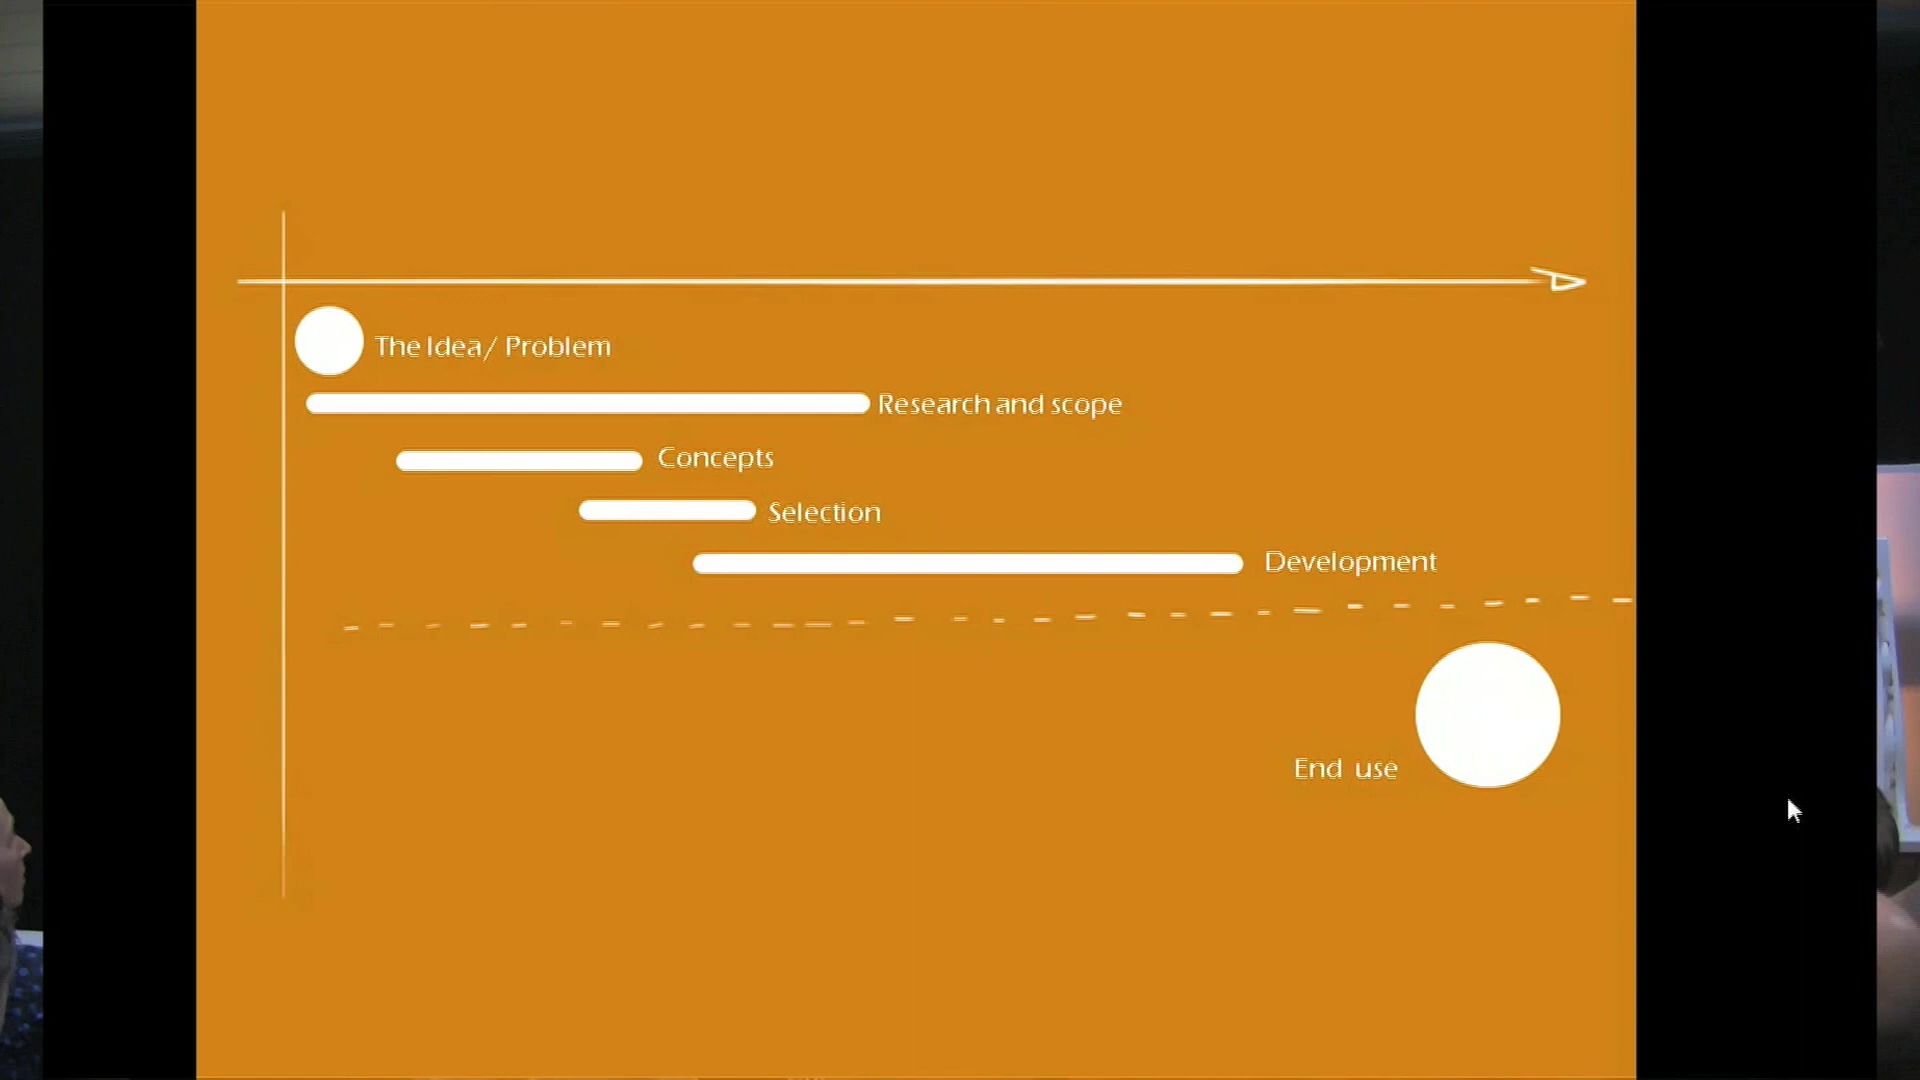 The Idea/ Problem
Research and scope
Concepts
Selection
Development
End use